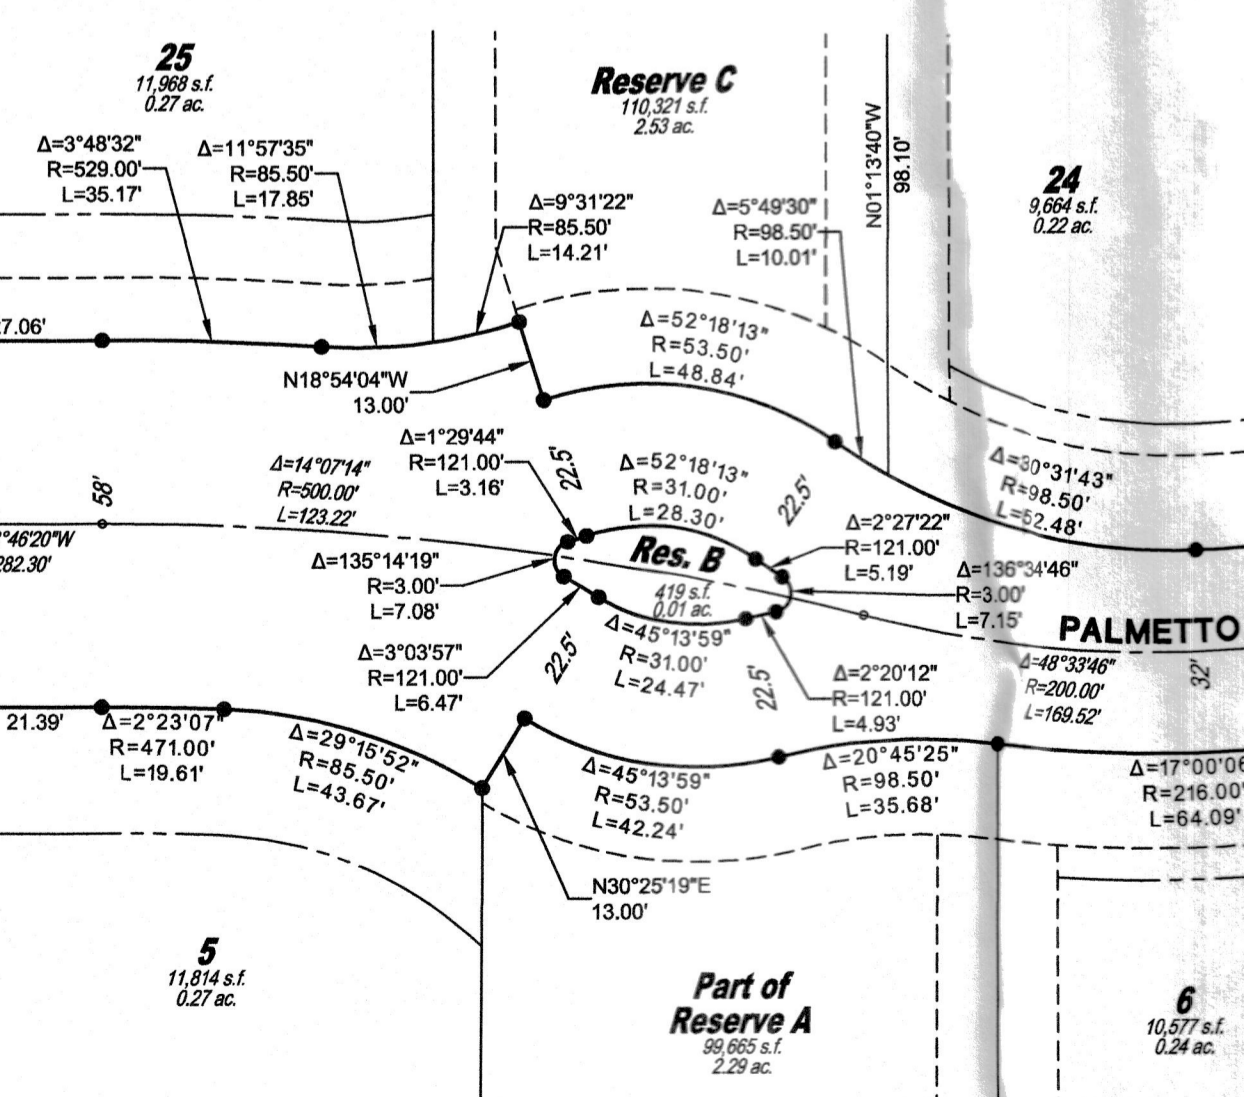 25
11,968 s.f.
0.27 ac.
Reserve C
110,321 s.f.
2.53 ac.
N01°13'40"W
98.10'
24
9,664 s.f.
0.22 ac.
Δ=3°48'32"
R=529.00'
L=35.17'
Δ=11°57'35"
R=85.50'
L=17.85'
Δ=9°31'22"
R=85.50'
L=14.21'
Δ=5°49'30"
R=98.50'
L=10.01'
7.06'
Δ=52°18'13"
R=53.50'
L=48.84'
N18°54'04"W
13.00'
Δ=1°29'44"
R=121.00'
L=3.16'
22.5'
Δ=52°18'13"
R=31.00'
L=28.30'
22.5'
Δ=30°31'43"
R=98.50'
L=52.48'
58'
Δ=14°07'14"
R=500.00'
L=123.22'
°46'20"W
282.30'
Δ=2°27'22"
R=121.00'
L=5.19'
Res. B
419 s.f.
0.01 ac.
Δ=135°14'19"
R=3.00'
L=7.08'
Δ=136°34'46"
R=3.00'
L=7.15'
PALMETTO
Δ=3°03'57"
R=121.00'
L=6.47'
22.5'
Δ=45°13'59"
R=31.00'
L=24.47'
22.5'
Δ=2°20'12"
R=121.00'
L=4.93'
Δ=48°33'46"
R=200.00'
L=169.52'
32'
21.39'
Δ=2°23'07"
R=471.00'
L=19.61'
Δ=29°15'52"
R=85.50'
L=43.67'
Δ=45°13'59"
R=53.50'
L=42.24'
Δ=20°45'25"
R=98.50'
L=35.68'
Δ=17°00'06
R=216.00'
L=64.09'
N30°25'19"E
13.00'
5
11,814 s.f.
0.27 ac.
Part of
Reserve A
99,665 s.f.
2.29 ac.
6
10,577 s.f.
0.24 ac.